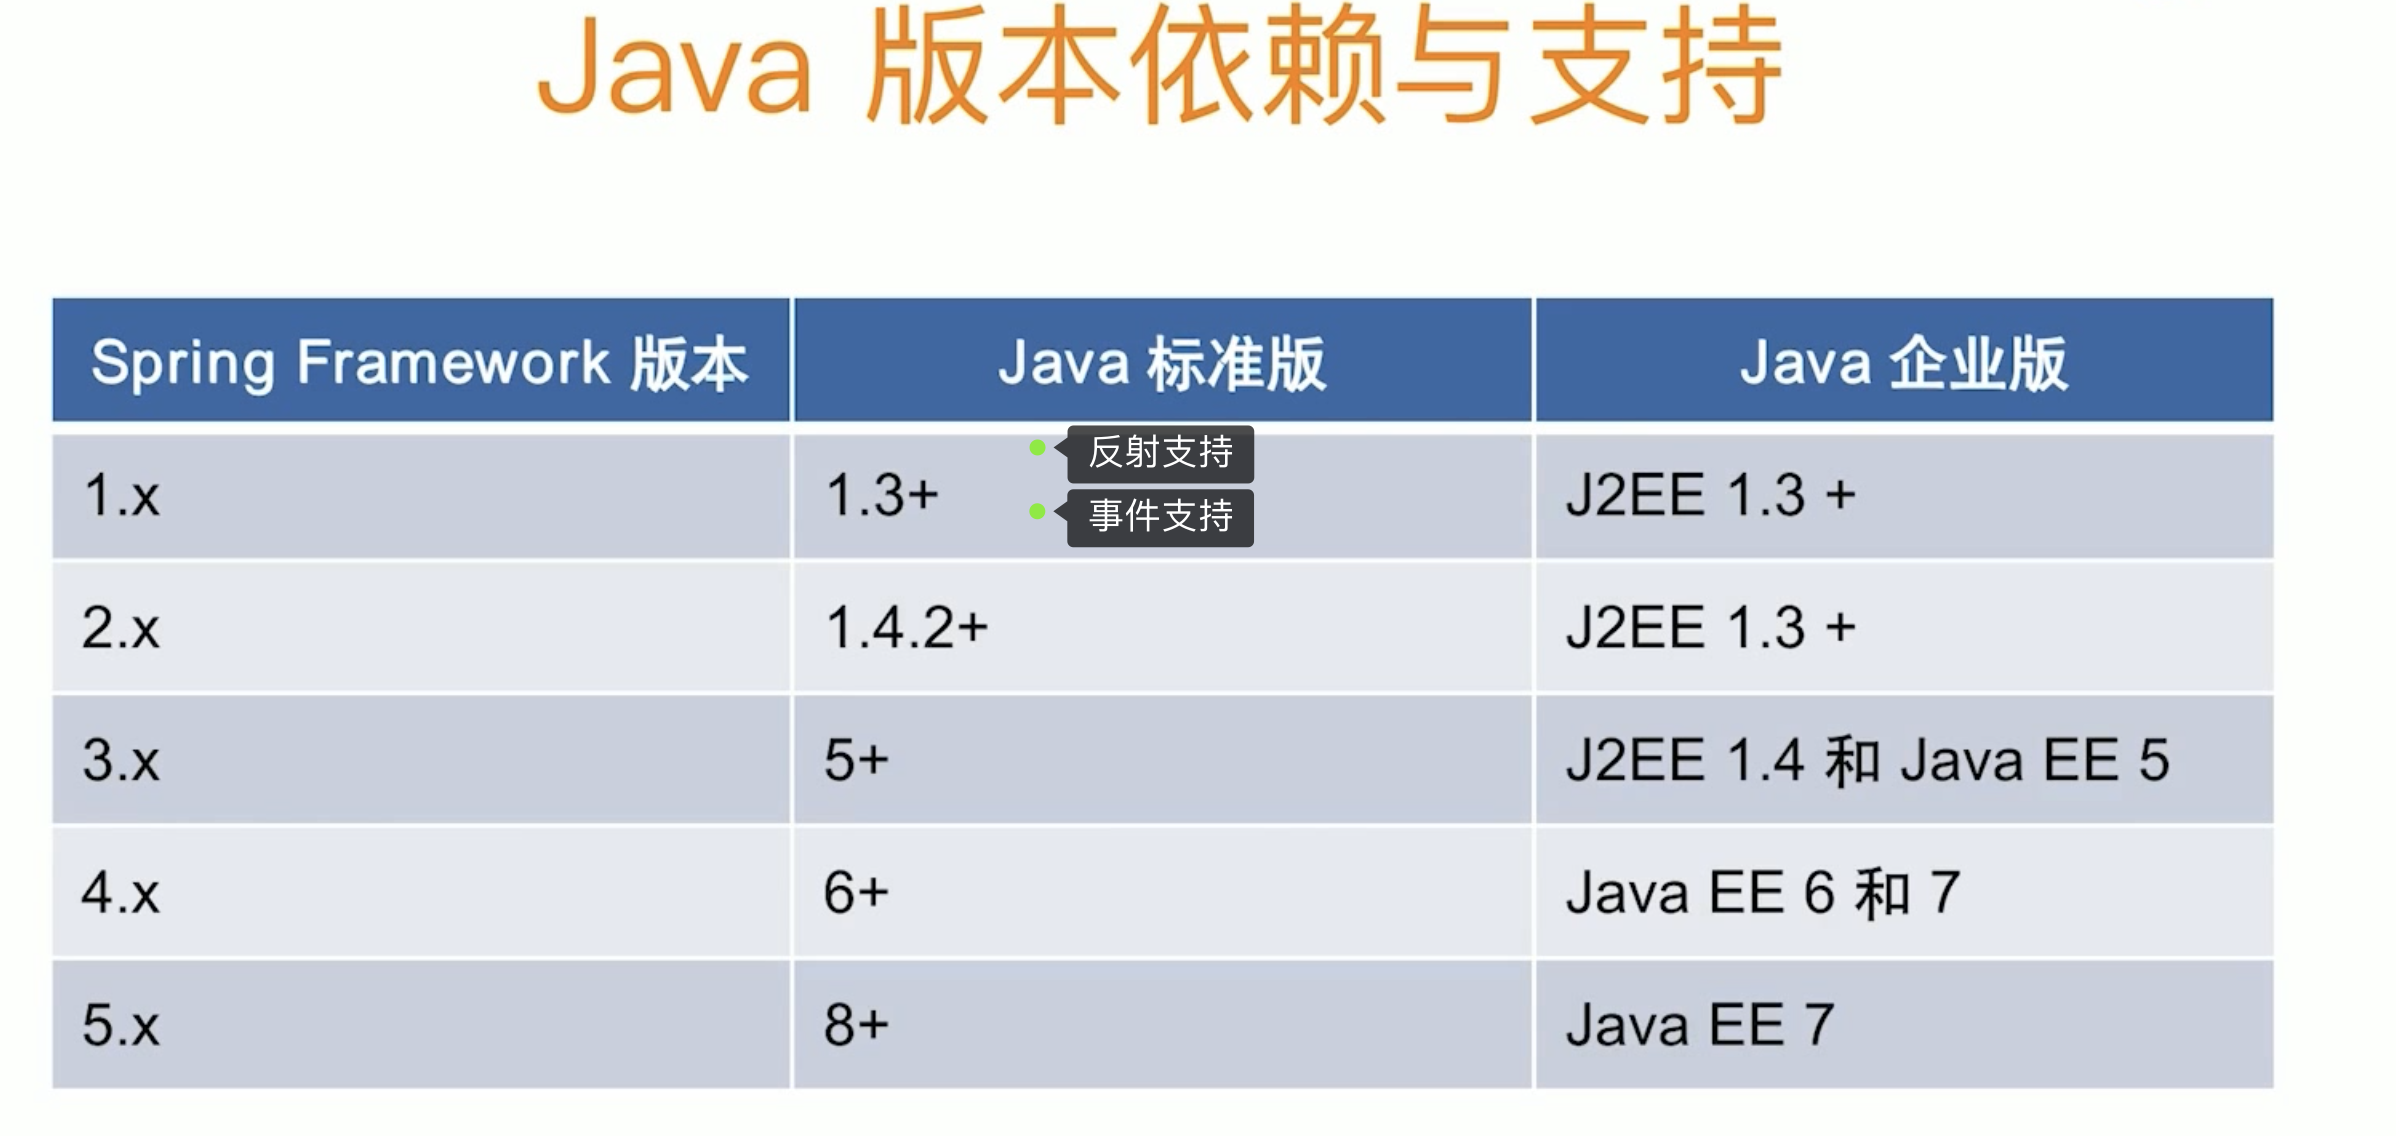 Java 版本依赖与支持
Spring Framework 版本 Java 标准版 Java 企业版
反射支持
1.x 1.3+ J2EE 1.3 +
事件支持
2.x 1.4.2+ J2EE 1.3 +
3.x 5+ J2EE 1.4 和 Java EE 5
4.x 6+ Java EE 6 和 7
5.x 8+ Java EE 7